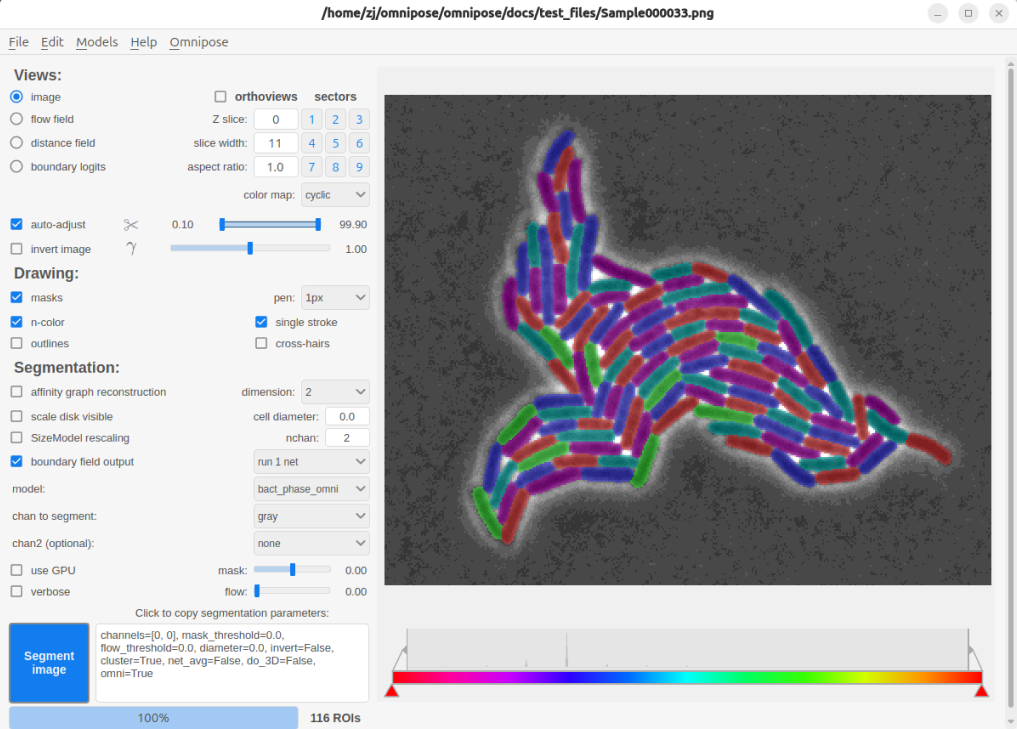 /home/zj/omnipose/omnipose/docs/test_files/Sample000033.png
File Edit Models Help Omnipose
Views:
image orthoviews sectors
flow field Z slice: 0 1 2 3
distance field slice width: 11 4 5 6
boundary logits aspect ratio: 1.0 7 8 9
color map: cyclic
auto-adjust 0.10 99.90
invert image γ 1.00
Drawing:
masks pen: 1px
n-color single stroke
outlines cross-hairs
Segmentation:
affinity graph reconstruction dimension: 2
scale disk visible cell diameter: 0.0
SizeModel rescaling nchan: 2
boundary field output run 1 net
model: bact_phase_omni
chan to segment: gray
chan2 (optional): none
use GPU mask: 0.00
verbose flow: 0.00
Click to copy segmentation parameters:
Segment
image
channels=[0, 0], mask_threshold=0.0,
flow_threshold=0.0, diameter=0.0, invert=False,
cluster=True, net_avg=False, do_3D=False,
omni=True
100% 116 ROIs